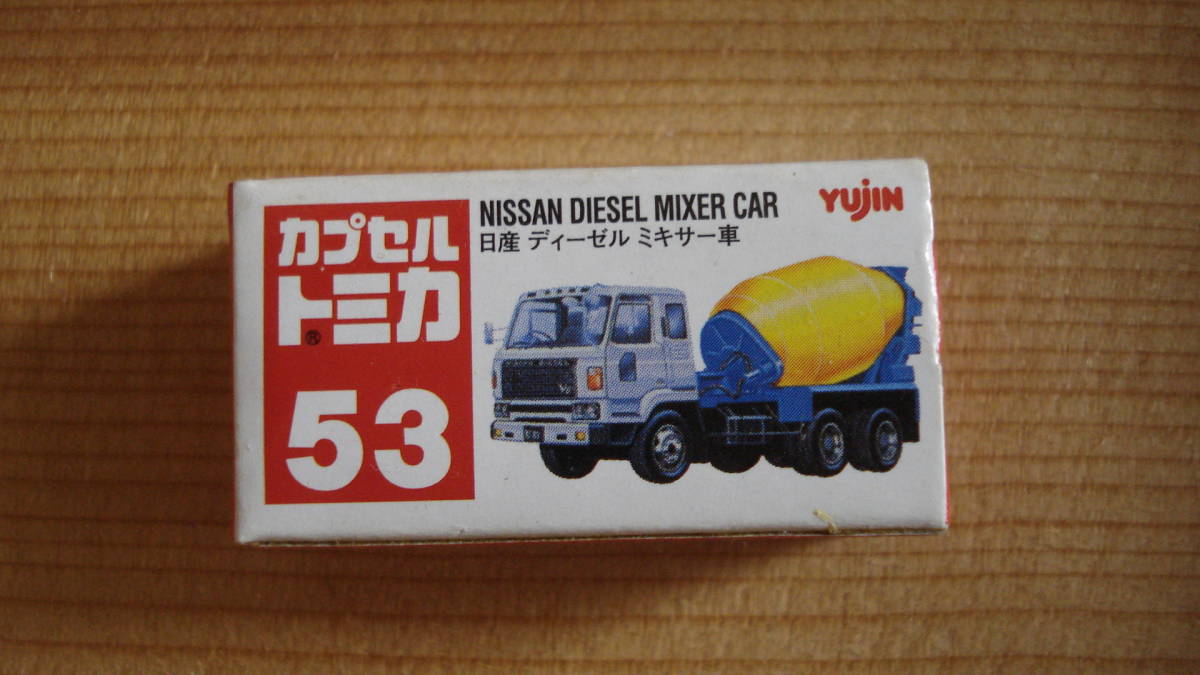 カプセル
トミカ®
53
NISSAN DIESEL MIXER CAR
日産 ディーゼル ミキサー車
YUJIN